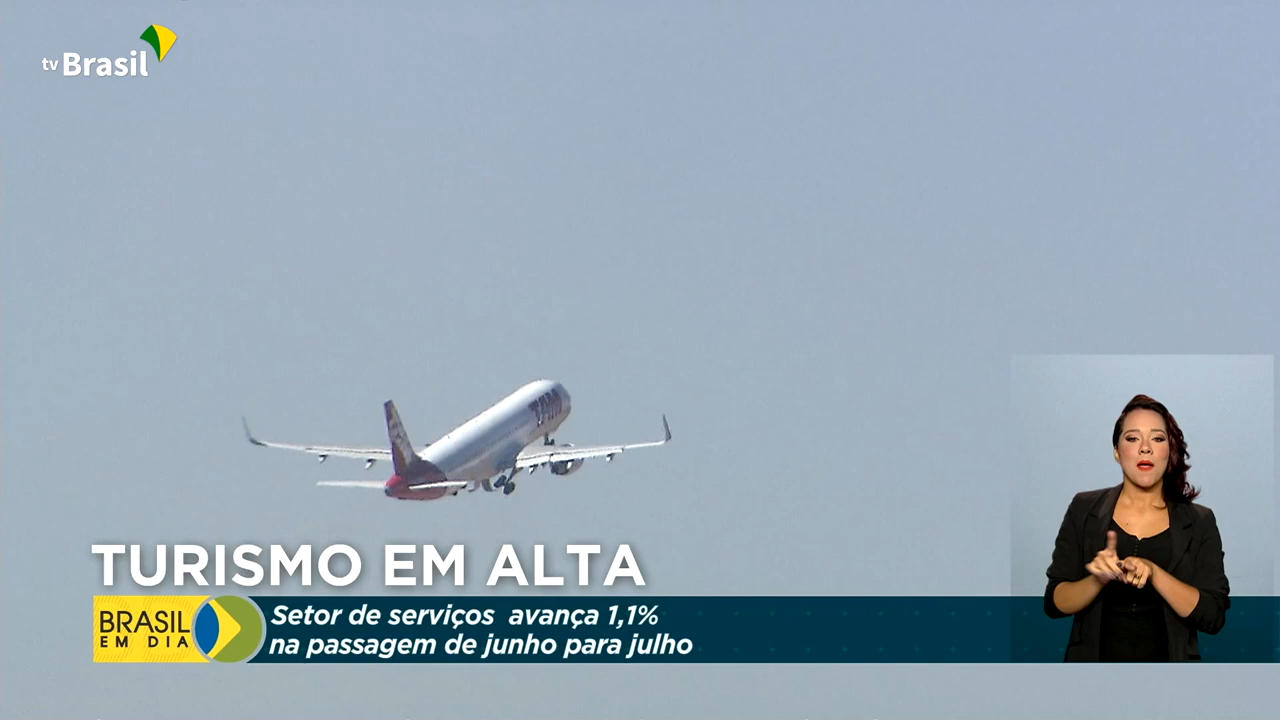 tv Brasil
TAM
TURISMO EM ALTA
BRASIL
EM DIA
Setor de serviços avança 1,1%
na passagem de junho para julho